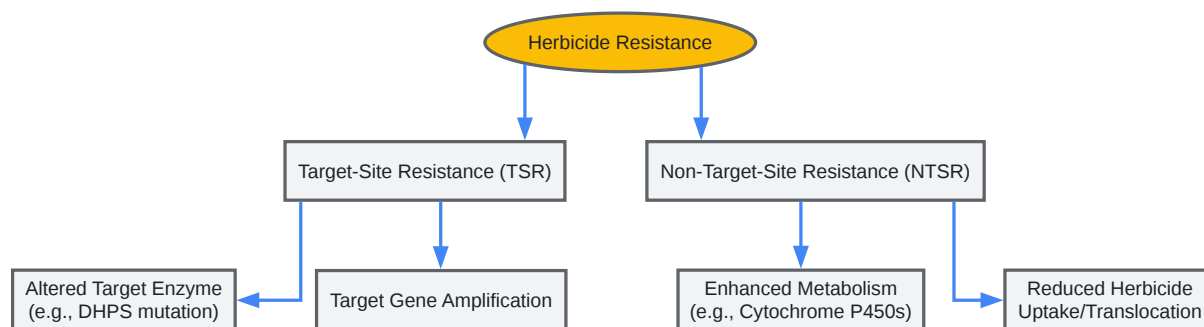 Herbicide Resistance
Target-Site Resistance (TSR)
Non-Target-Site Resistance (NTSR)
Altered Target Enzyme
(e.g., DHPS mutation)
Target Gene Amplification
Enhanced Metabolism
(e.g., Cytochrome P450s)
Reduced Herbicide
Uptake/Translocation